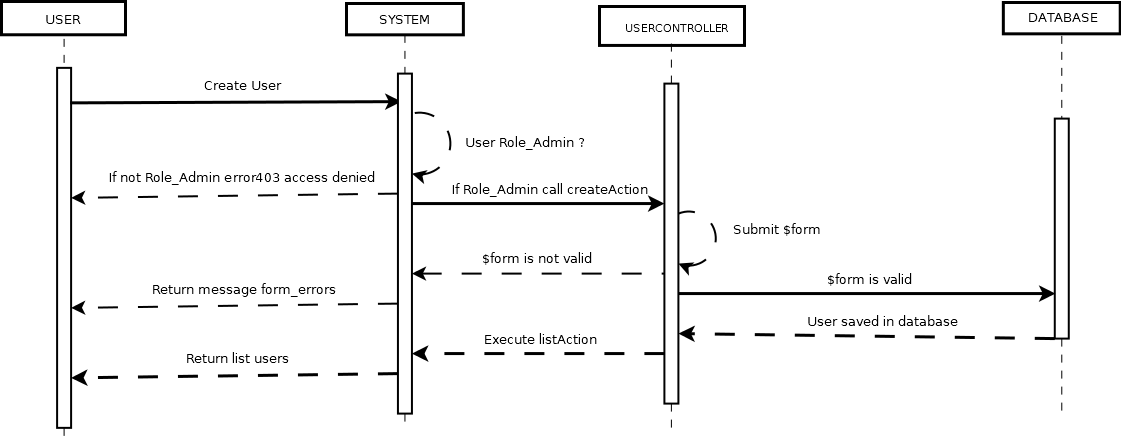 USER
SYSTEM
USERCONTROLLER
DATABASE
Create User
User Role_Admin ?
If not Role_Admin error403 access denied
If Role_Admin call createAction
Submit $form
$form is not valid
$form is valid
Return message form_errors
User saved in database
Execute listAction
Return list users